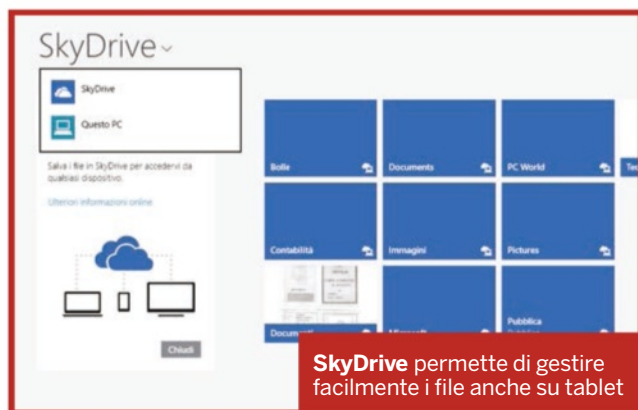 SkyDrive
SkyDrive
Questo PC
Salva i file in SkyDrive per accedervi da
qualsiasi dispositivo.
Ulteriori informazioni online
Chiudi
Bolle
Documents
PC World
Contabilità
Immagini
Pictures
Pubblica
SkyDrive permette di gestire
facilmente i file anche su tablet